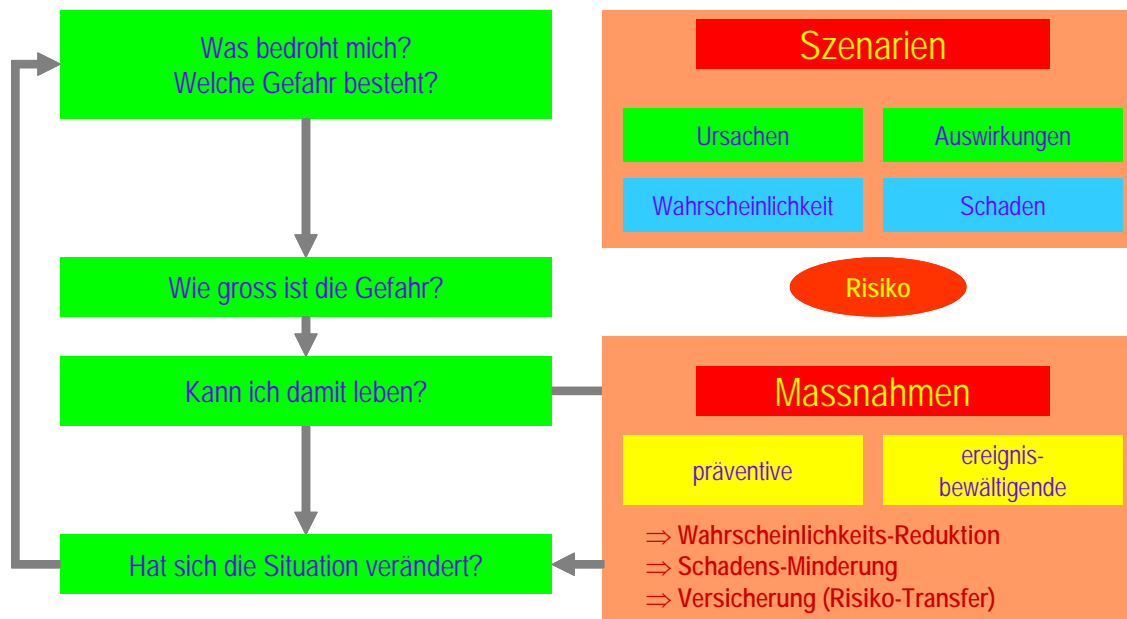 Was bedroht mich?
Welche Gefahr besteht?
Wie gross ist die Gefahr?
Kann ich damit leben?
Hat sich die Situation verändert?
Szenarien
Ursachen
Auswirkungen
Wahrscheinlichkeit
Schaden
Risiko
Massnahmen
präventive
ereignis-
bewältigende
⇒ Wahrscheinlichkeits-Reduktion
⇒ Schadens-Minderung
⇒ Versicherung (Risiko-Transfer)